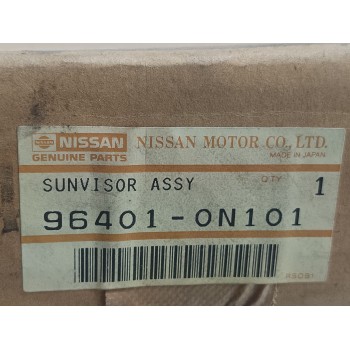 NISSAN
GENUINE PARTS
NISSAN MOTOR CO., LTD.
MADE IN JAPAN
SUNVISOR ASSY
QTY
1
96401-0N101